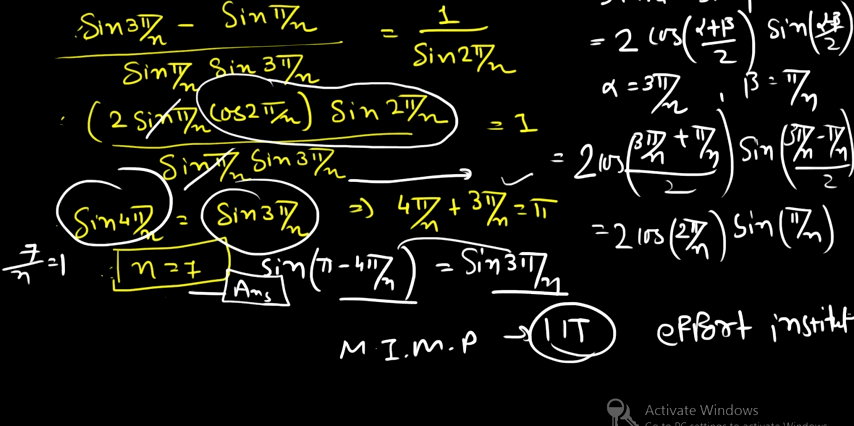 Sin3π/n - Sinπ/n / Sinπ/n Sin3π/n = 1 / Sin2π/n
(2 Sinπ/n cos2π/n) Sin2π/n / Sinπ/n Sin3π/n = 1
Sin4π/n = Sin3π/n ⇒ 4π/n + 3π/n = π
7/n = 1
n = 7
Sin(π - 4π/n) = Sin3π/n
Ans
M.I.M.P → IIT effort
= 2 cos(α+β / 2) Sin(α-β / 2)
α = 3π/n , β = π/n
= 2cos(3π/n + π/n / 2) Sin(3π/n - π/n / 2)
= 2cos(2π/n) Sin(π/n)
Activate Windows